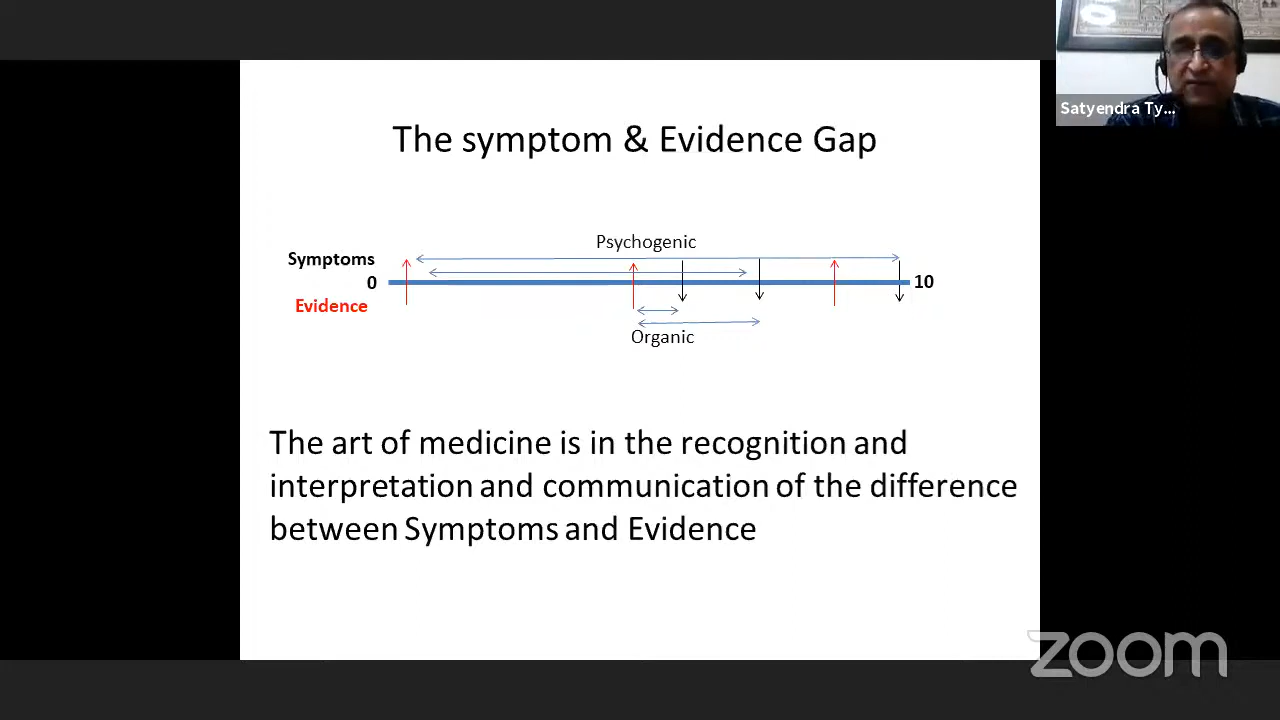 Satyendra Ty...
The symptom & Evidence Gap
Psychogenic
Symptoms
0
10
Evidence
Organic
The art of medicine is in the recognition and
interpretation and communication of the difference
between Symptoms and Evidence
zoom